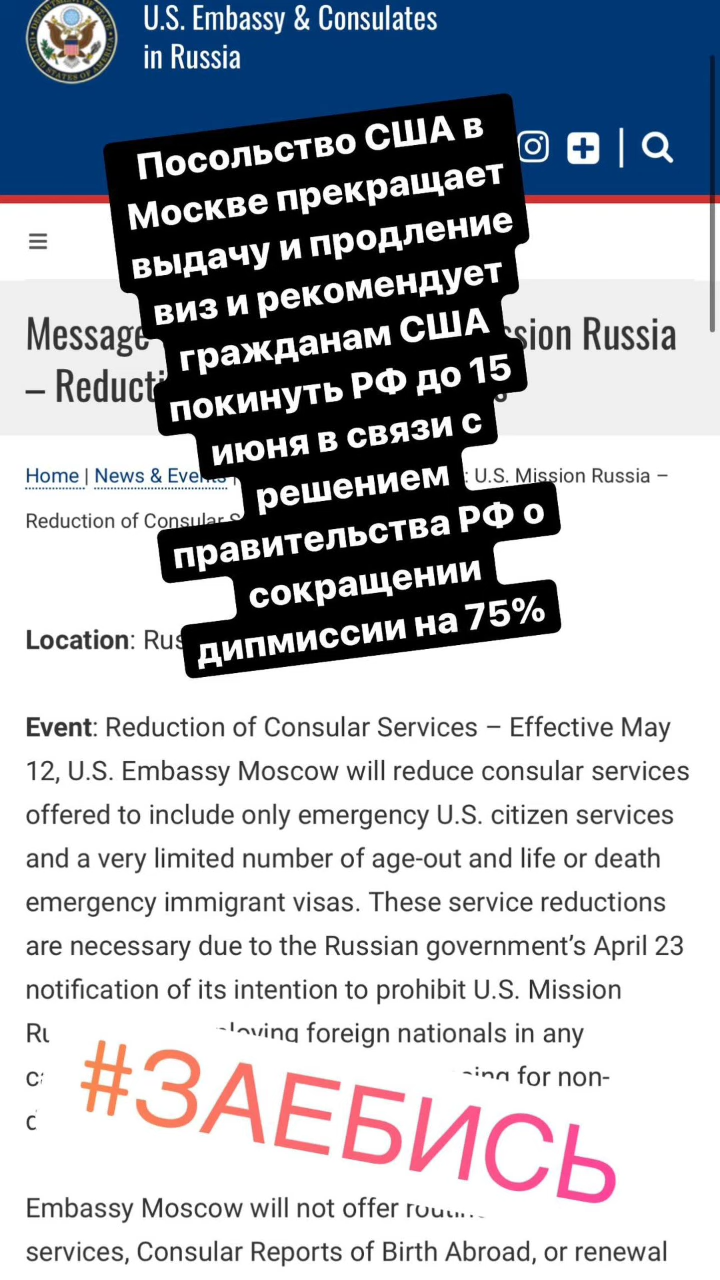 U.S. Embassy & Consulates
in Russia
Посольство США в
Москве прекращает
выдачу и продление
виз и рекомендует
гражданам США
покинуть РФ до 15
июня в связи с
решением
правительства РФ о
сокращении
дипмиссии на 75%
Message Russia
– Reduction
Home | News & Events U.S. Mission Russia –
Reduction of Consular
Location:
Event: Reduction of Consular Services – Effective May
12, U.S. Embassy Moscow will reduce consular services
offered to include only emergency U.S. citizen services
and a very limited number of age-out and life or death
emergency immigrant visas. These service reductions
are necessary due to the Russian government’s April 23
notification of its intention to prohibit U.S. Mission
foreign nationals in any
for non-
#ЗАЕБИСЬ
Embassy Moscow will not offer routine
services, Consular Reports of Birth Abroad, or renewal